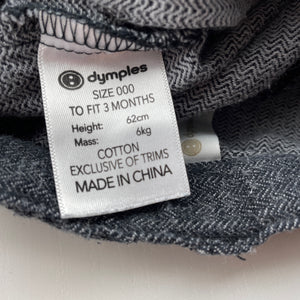 dymples
SIZE 000
TO FIT 3 MONTHS
Height: 62cm
Mass: 6kg
COTTON
EXCLUSIVE OF TRIMS
MADE IN CHINA